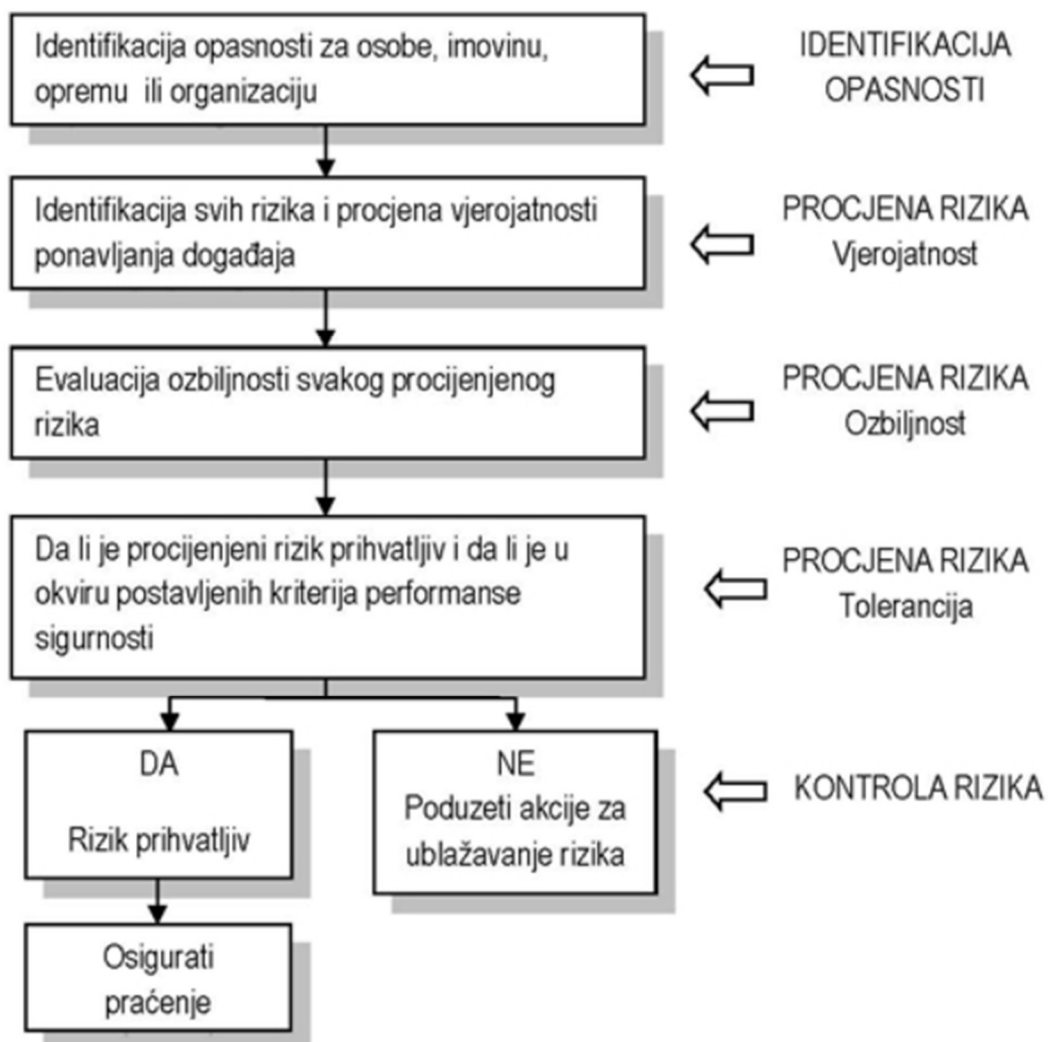 Identifikacija opasnosti za osobe, imovinu,
opremu ili organizaciju
IDENTIFIKACIJA
OPASNOSTI
Identifikacija svih rizika i procjena vjerojatnosti
ponavljanja događaja
PROCJENA RIZIKA
Vjerojatnost
Evaluacija ozbiljnosti svakog procijenjenog
rizika
PROCJENA RIZIKA
Ozbiljnost
Da li je procijenjeni rizik prihvatljiv i da li je u
okviru postavljenih kriterija performanse
sigurnosti
PROCJENA RIZIKA
Tolerancija
DA
Rizik prihvatljiv
NE
Poduzeti akcije za
ublažavanje rizika
KONTROLA RIZIKA
Osigurati
praćenje